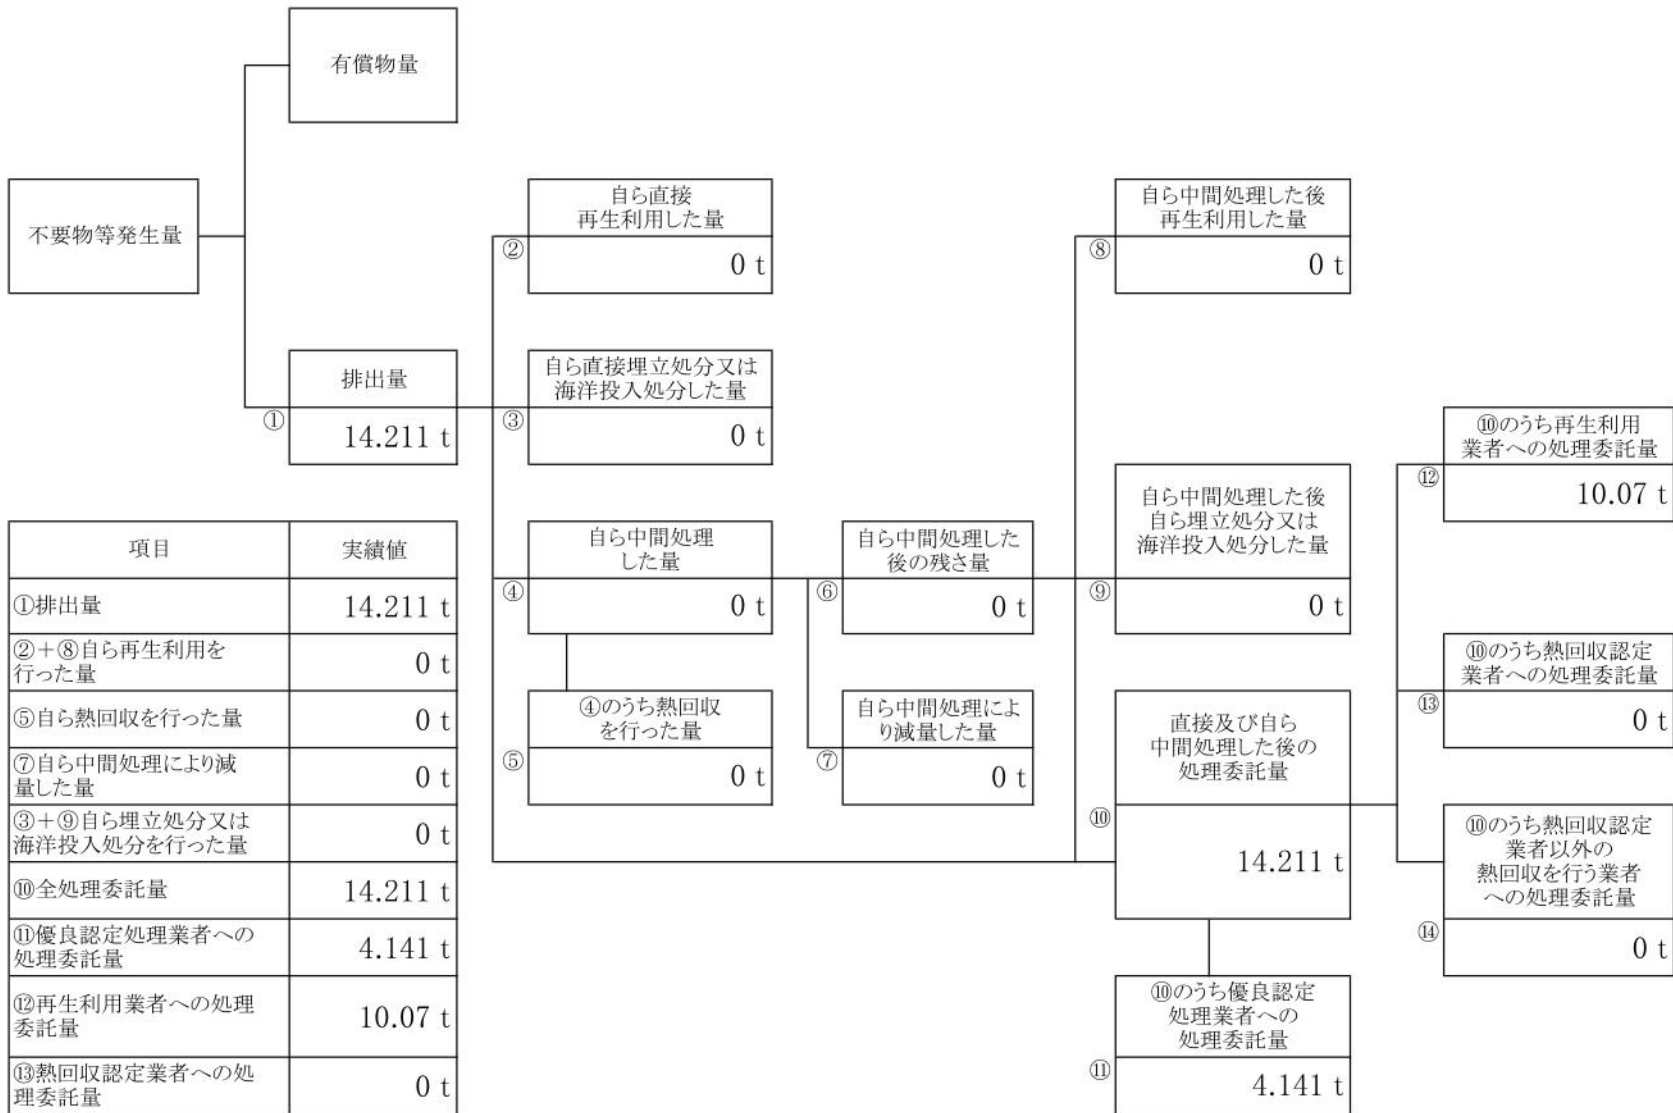 有償物量
不要物等発生量
自ら直接
再生利用した量
②
0 t
自ら中間処理した後
再生利用した量
⑧
0 t
排出量
①
14.211 t
自ら直接埋立処分又は
海洋投入処分した量
③
0 t
⑩のうち再生利用
業者への処理委託量
⑫
10.07 t
自ら中間処理
した量
④
0 t
自ら中間処理した
後の残さ量
⑥
0 t
自ら中間処理した後
自ら埋立処分又は
海洋投入処分した量
⑨
0 t
⑩のうち熱回収認定
業者への処理委託量
⑬
0 t
④のうち熱回収
を行った量
⑤
0 t
自ら中間処理によ
り減量した量
⑦
0 t
直接及び自ら
中間処理した後の
処理委託量
⑩
14.211 t
⑩のうち熱回収認定
業者以外の
熱回収を行う業者
への処理委託量
⑭
0 t
⑩のうち優良認定
処理業者への
処理委託量
⑪
4.141 t
項目 実績値
①排出量 14.211 t
②＋⑧自ら再生利用を
行った量 0 t
⑤自ら熱回収を行った量 0 t
⑦自ら中間処理により減
量した量 0 t
③＋⑨自ら埋立処分又は
海洋投入処分を行った量 0 t
⑩全処理委託量 14.211 t
⑪優良認定処理業者への
処理委託量 4.141 t
⑫再生利用業者への処理
委託量 10.07 t
⑬熱回収認定業者への処
理委託量 0 t